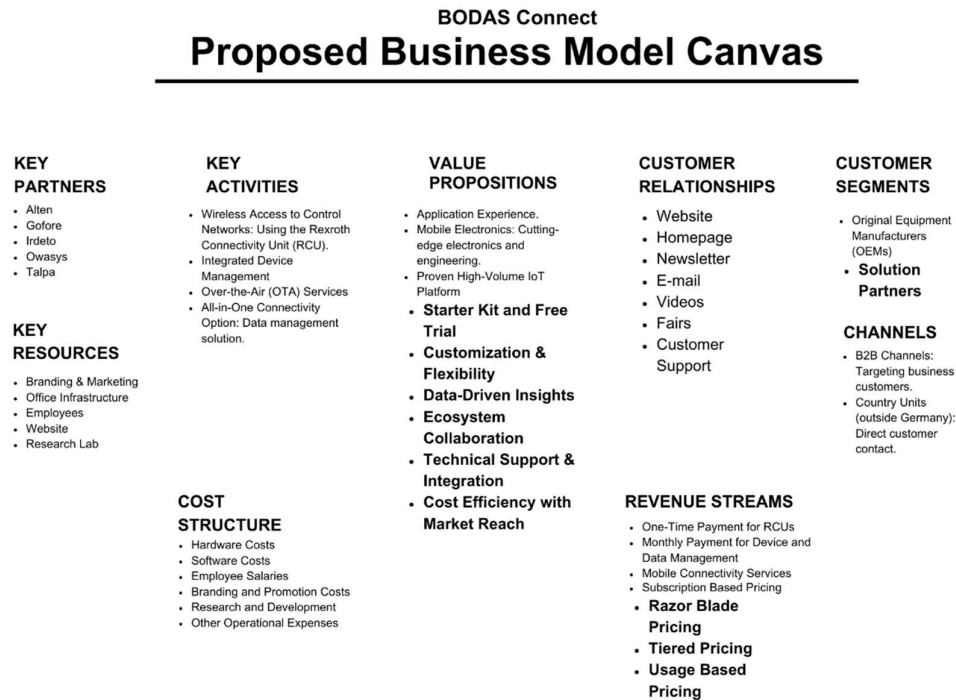 BODAS Connect
Proposed Business Model Canvas
KEY
PARTNERS
• Alten
• Gofore
• Irdeto
• Owasys
• Talpa
KEY
RESOURCES
• Branding & Marketing
• Office Infrastructure
• Employees
• Website
• Research Lab
KEY
ACTIVITIES
• Wireless Access to Control
Networks: Using the Rexroth
Connectivity Unit (RCU).
• Integrated Device
Management
• Over-the-Air (OTA) Services
• All-in-One Connectivity
Option: Data management
solution.
VALUE
PROPOSITIONS
• Application Experience.
• Mobile Electronics: Cutting-
edge electronics and
engineering.
• Proven High-Volume IoT
Platform
• Starter Kit and Free
Trial
• Customization &
Flexibility
• Data-Driven Insights
• Ecosystem
Collaboration
• Technical Support &
Integration
• Cost Efficiency with
Market Reach
CUSTOMER
RELATIONSHIPS
• Website
• Homepage
• Newsletter
• E-mail
• Videos
• Fairs
• Customer
Support
CUSTOMER
SEGMENTS
• Original Equipment
Manufacturers
(OEMs)
• Solution
Partners
CHANNELS
• B2B Channels:
Targeting business
customers.
• Country Units
(outside Germany):
Direct customer
contact.
COST
STRUCTURE
• Hardware Costs
• Software Costs
• Employee Salaries
• Branding and Promotion Costs
• Research and Development
• Other Operational Expenses
REVENUE STREAMS
• One-Time Payment for RCUs
• Monthly Payment for Device and
Data Management
• Mobile Connectivity Services
• Subscription Based Pricing
• Razor Blade
Pricing
• Tiered Pricing
• Usage Based
Pricing